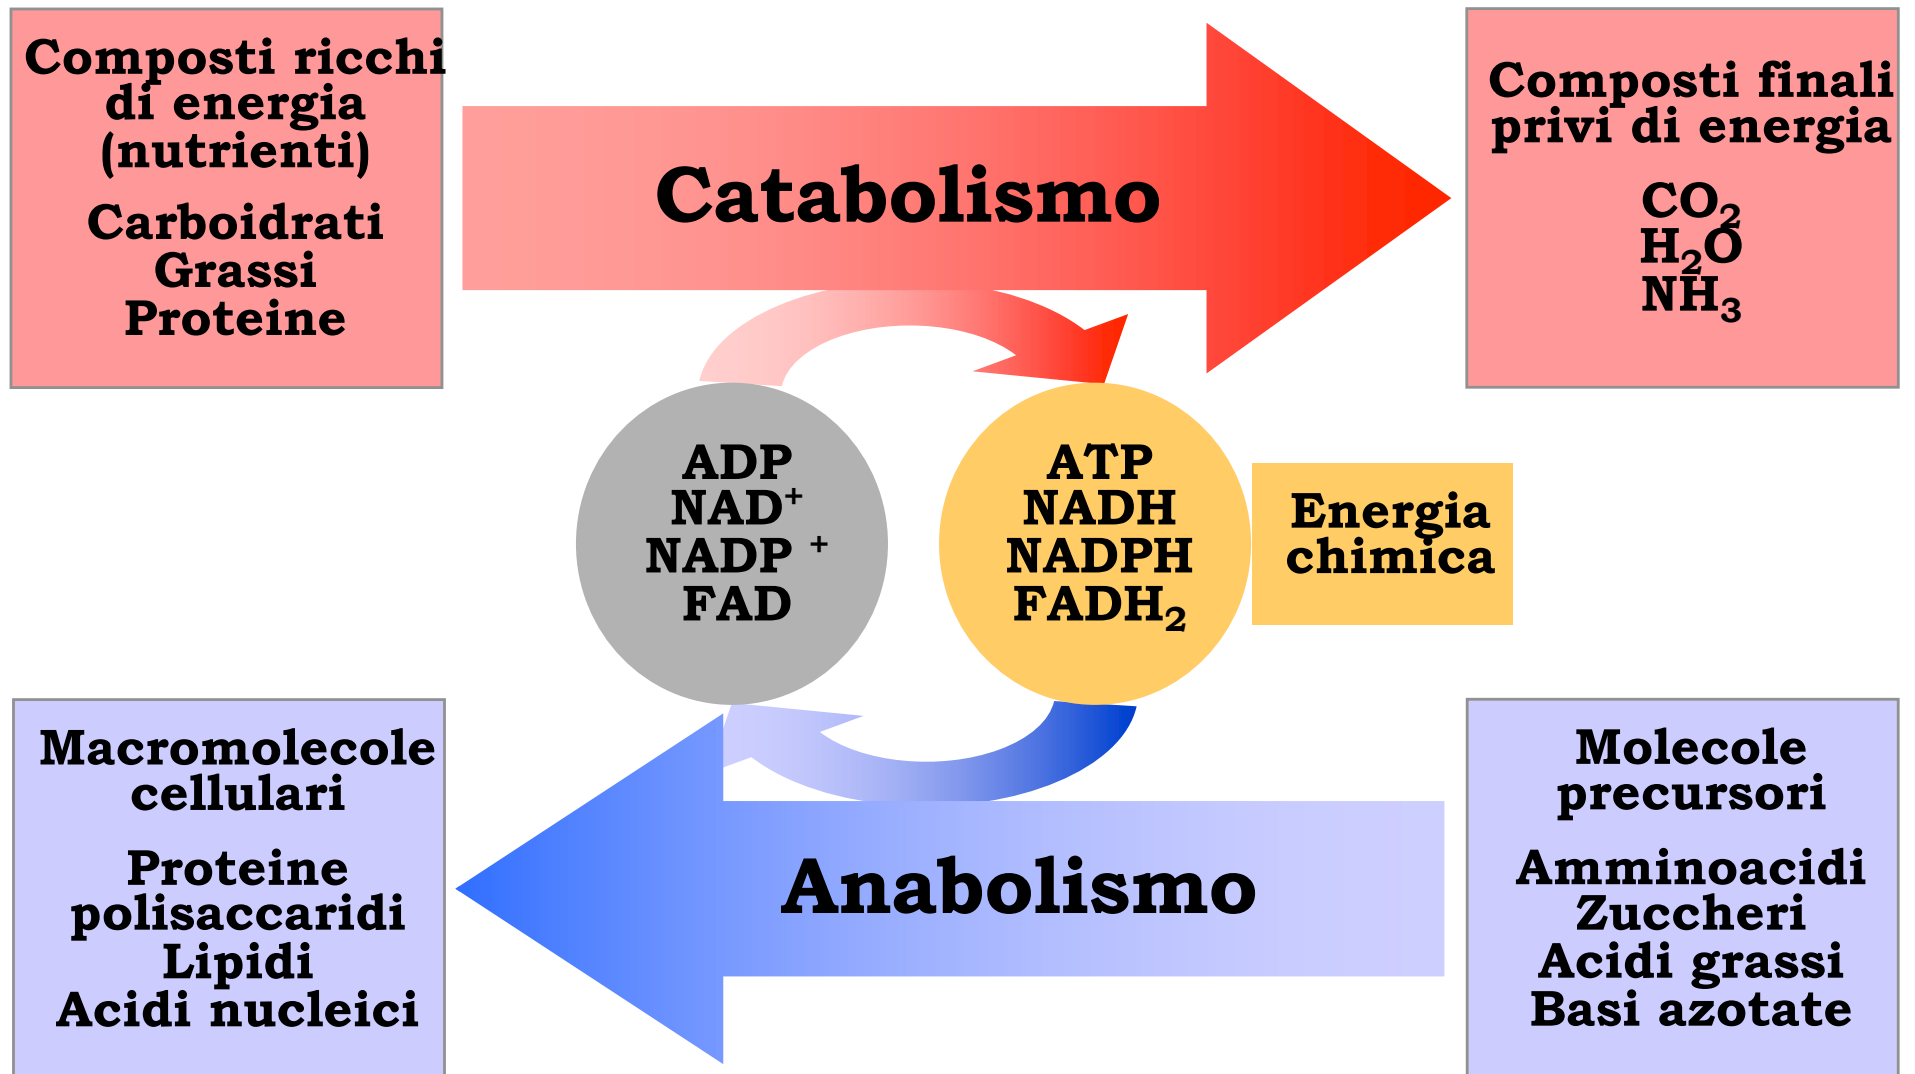 Composti ricchi
di energia
(nutrienti)
Carboidrati
Grassi
Proteine
Catabolismo
Composti finali
privi di energia
CO₂
H₂O
NH₃
ADP
NAD⁺
NADP ⁺
FAD
ATP
NADH
NADPH
FADH₂
Energia
chimica
Macromolecole
cellulari
Proteine
polisaccaridi
Lipidi
Acidi nucleici
Anabolismo
Molecole
precursori
Amminoacidi
Zuccheri
Acidi grassi
Basi azotate